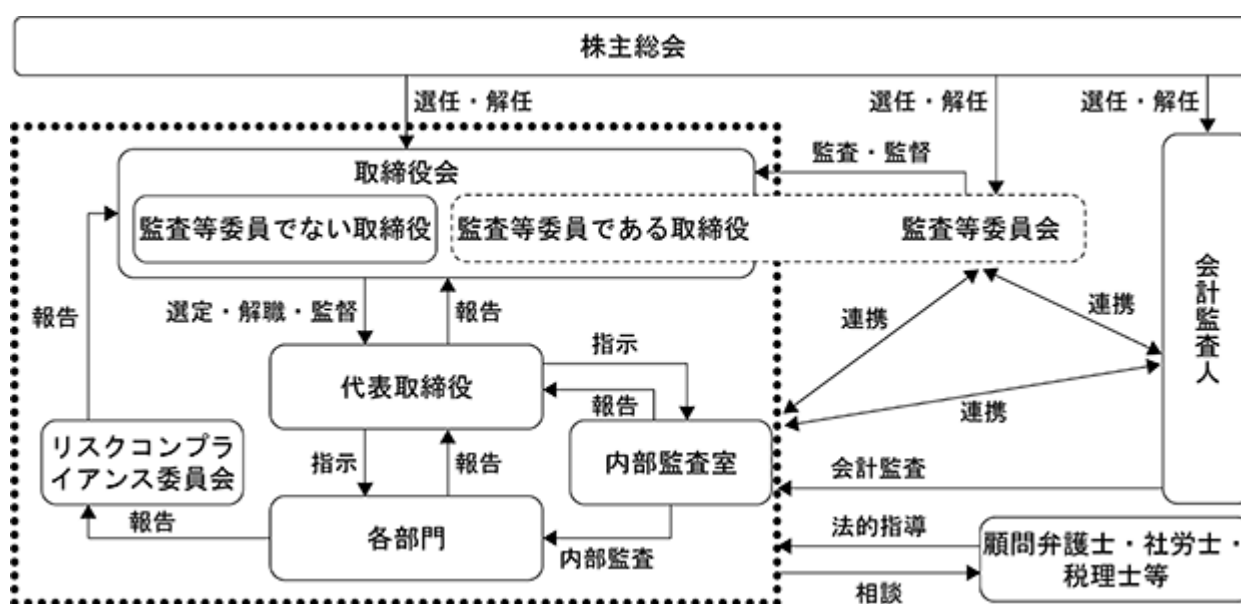 株主総会
選任・解任
選任・解任
選任・解任
監査・監督
取締役会
監査等委員でない取締役
監査等委員である取締役
監査等委員会
会計監査人
報告
選定・解職・監督
報告
連携
連携
指示
代表取締役
報告
連携
リスクコンプラ
イアンス委員会
指示
報告
内部監査室
会計監査
報告
各部門
内部監査
法的指導
顧問弁護士・社労士・
税理士等
相談